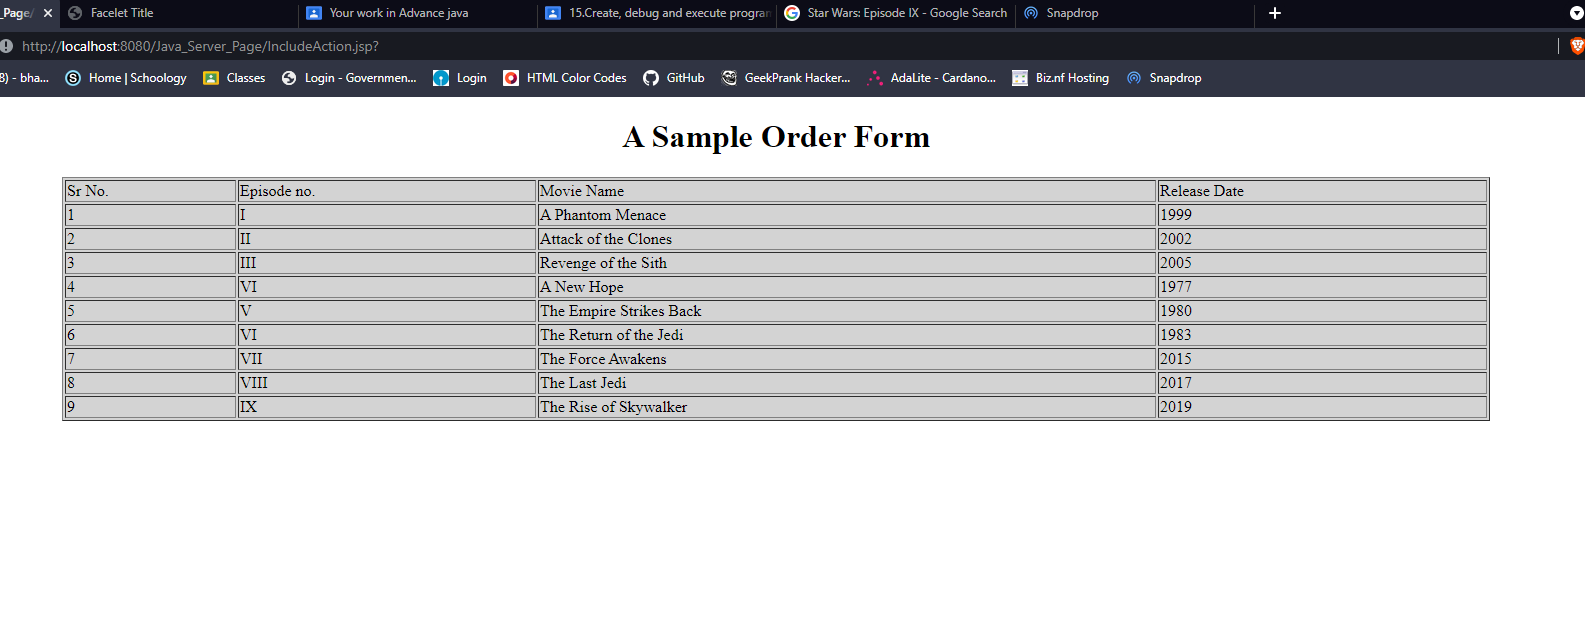 _Page/ Facelet Title Your work in Advance java 15.Create, debug and execute program Star Wars: Episode IX - Google Search Snapdrop
http://localhost:8080/Java_Server_Page/IncludeAction.jsp?
8) - bha... Home | Schoology Classes Login - Governmen... Login HTML Color Codes GitHub GeekPrank Hacker... AdaLite - Cardano... Biz.nf Hosting Snapdrop
A Sample Order Form
Sr No. Episode no. Movie Name Release Date
1 I A Phantom Menace 1999
2 II Attack of the Clones 2002
3 III Revenge of the Sith 2005
4 VI A New Hope 1977
5 V The Empire Strikes Back 1980
6 VI The Return of the Jedi 1983
7 VII The Force Awakens 2015
8 VIII The Last Jedi 2017
9 IX The Rise of Skywalker 2019